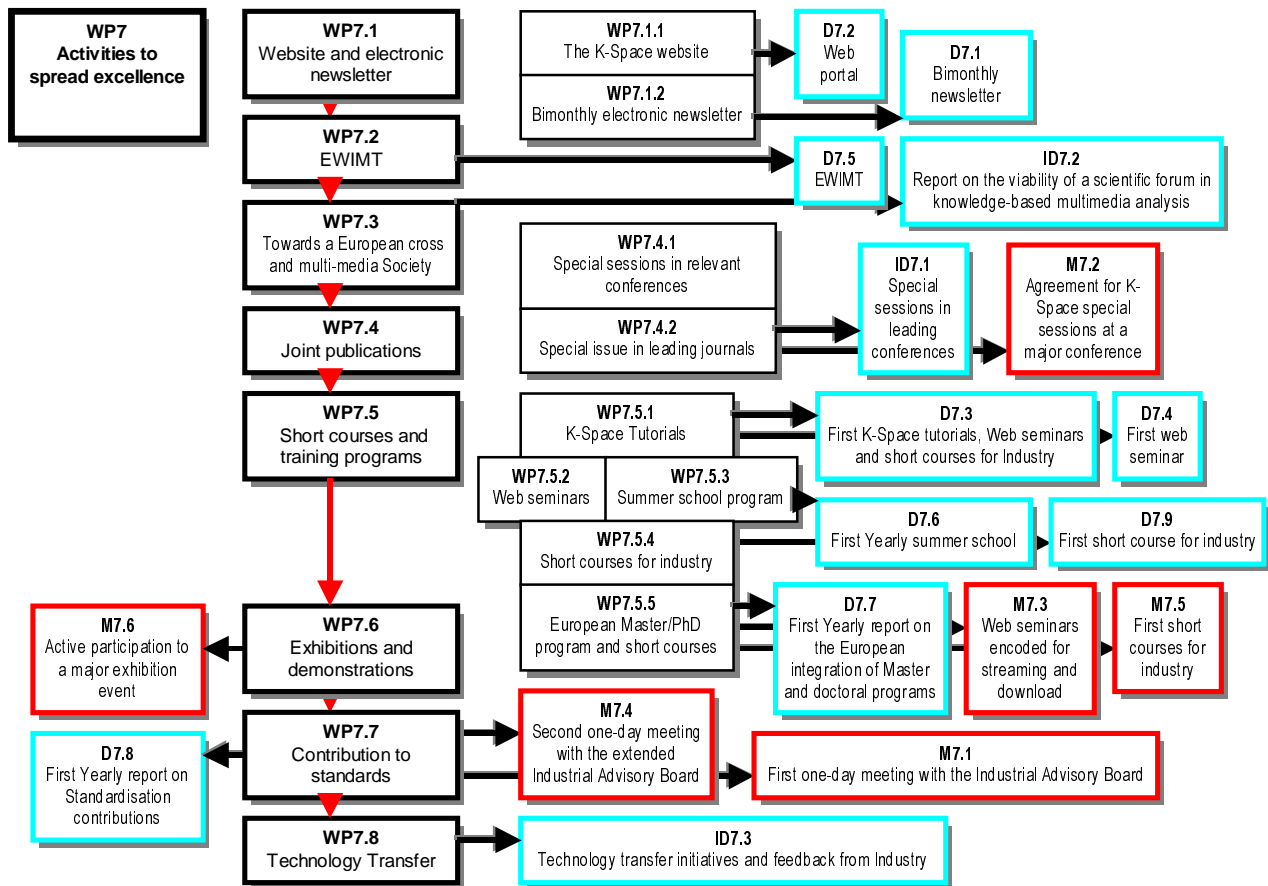 WP7
Activities to
spread excellence
WP7.1
Website and electronic
newsletter
WP7.1.1
The K-Space website
WP7.1.2
Bimonthly electronic newsletter
D7.2
Web
portal
D7.1
Bimonthly
newsletter
WP7.2
EWIMT
D7.5
EWIMT
ID7.2
Report on the viability of a scientific forum in
knowledge-based multimedia analysis
WP7.3
Towards a European cross
and multi-media Society
WP7.4.1
Special sessions in relevant
conferences
WP7.4.2
Special issue in leading journals
ID7.1
Special
sessions in
leading
conferences
M7.2
Agreement for K-
Space special
sessions at a
major conference
WP7.4
Joint publications
WP7.5
Short courses and
training programs
WP7.5.1
K-Space Tutorials
WP7.5.2
Web seminars
WP7.5.3
Summer school program
WP7.5.4
Short courses for industry
WP7.5.5
European Master/PhD
program and short courses
D7.3
First K-Space tutorials, Web seminars
and short courses for Industry
D7.4
First web
seminar
D7.6
First Yearly summer school
D7.9
First short course for industry
D7.7
First Yearly report on
the European
integration of Master
and doctoral programs
M7.3
Web seminars
encoded for
streaming and
download
M7.5
First short
courses for
industry
M7.6
Active participation to
a major exhibition
event
WP7.6
Exhibitions and
demonstrations
D7.8
First Yearly report on
Standardisation
contributions
WP7.7
Contribution to
standards
M7.4
Second one-day meeting
with the extended
Industrial Advisory Board
M7.1
First one-day meeting with the Industrial Advisory Board
WP7.8
Technology Transfer
ID7.3
Technology transfer initiatives and feedback from Industry